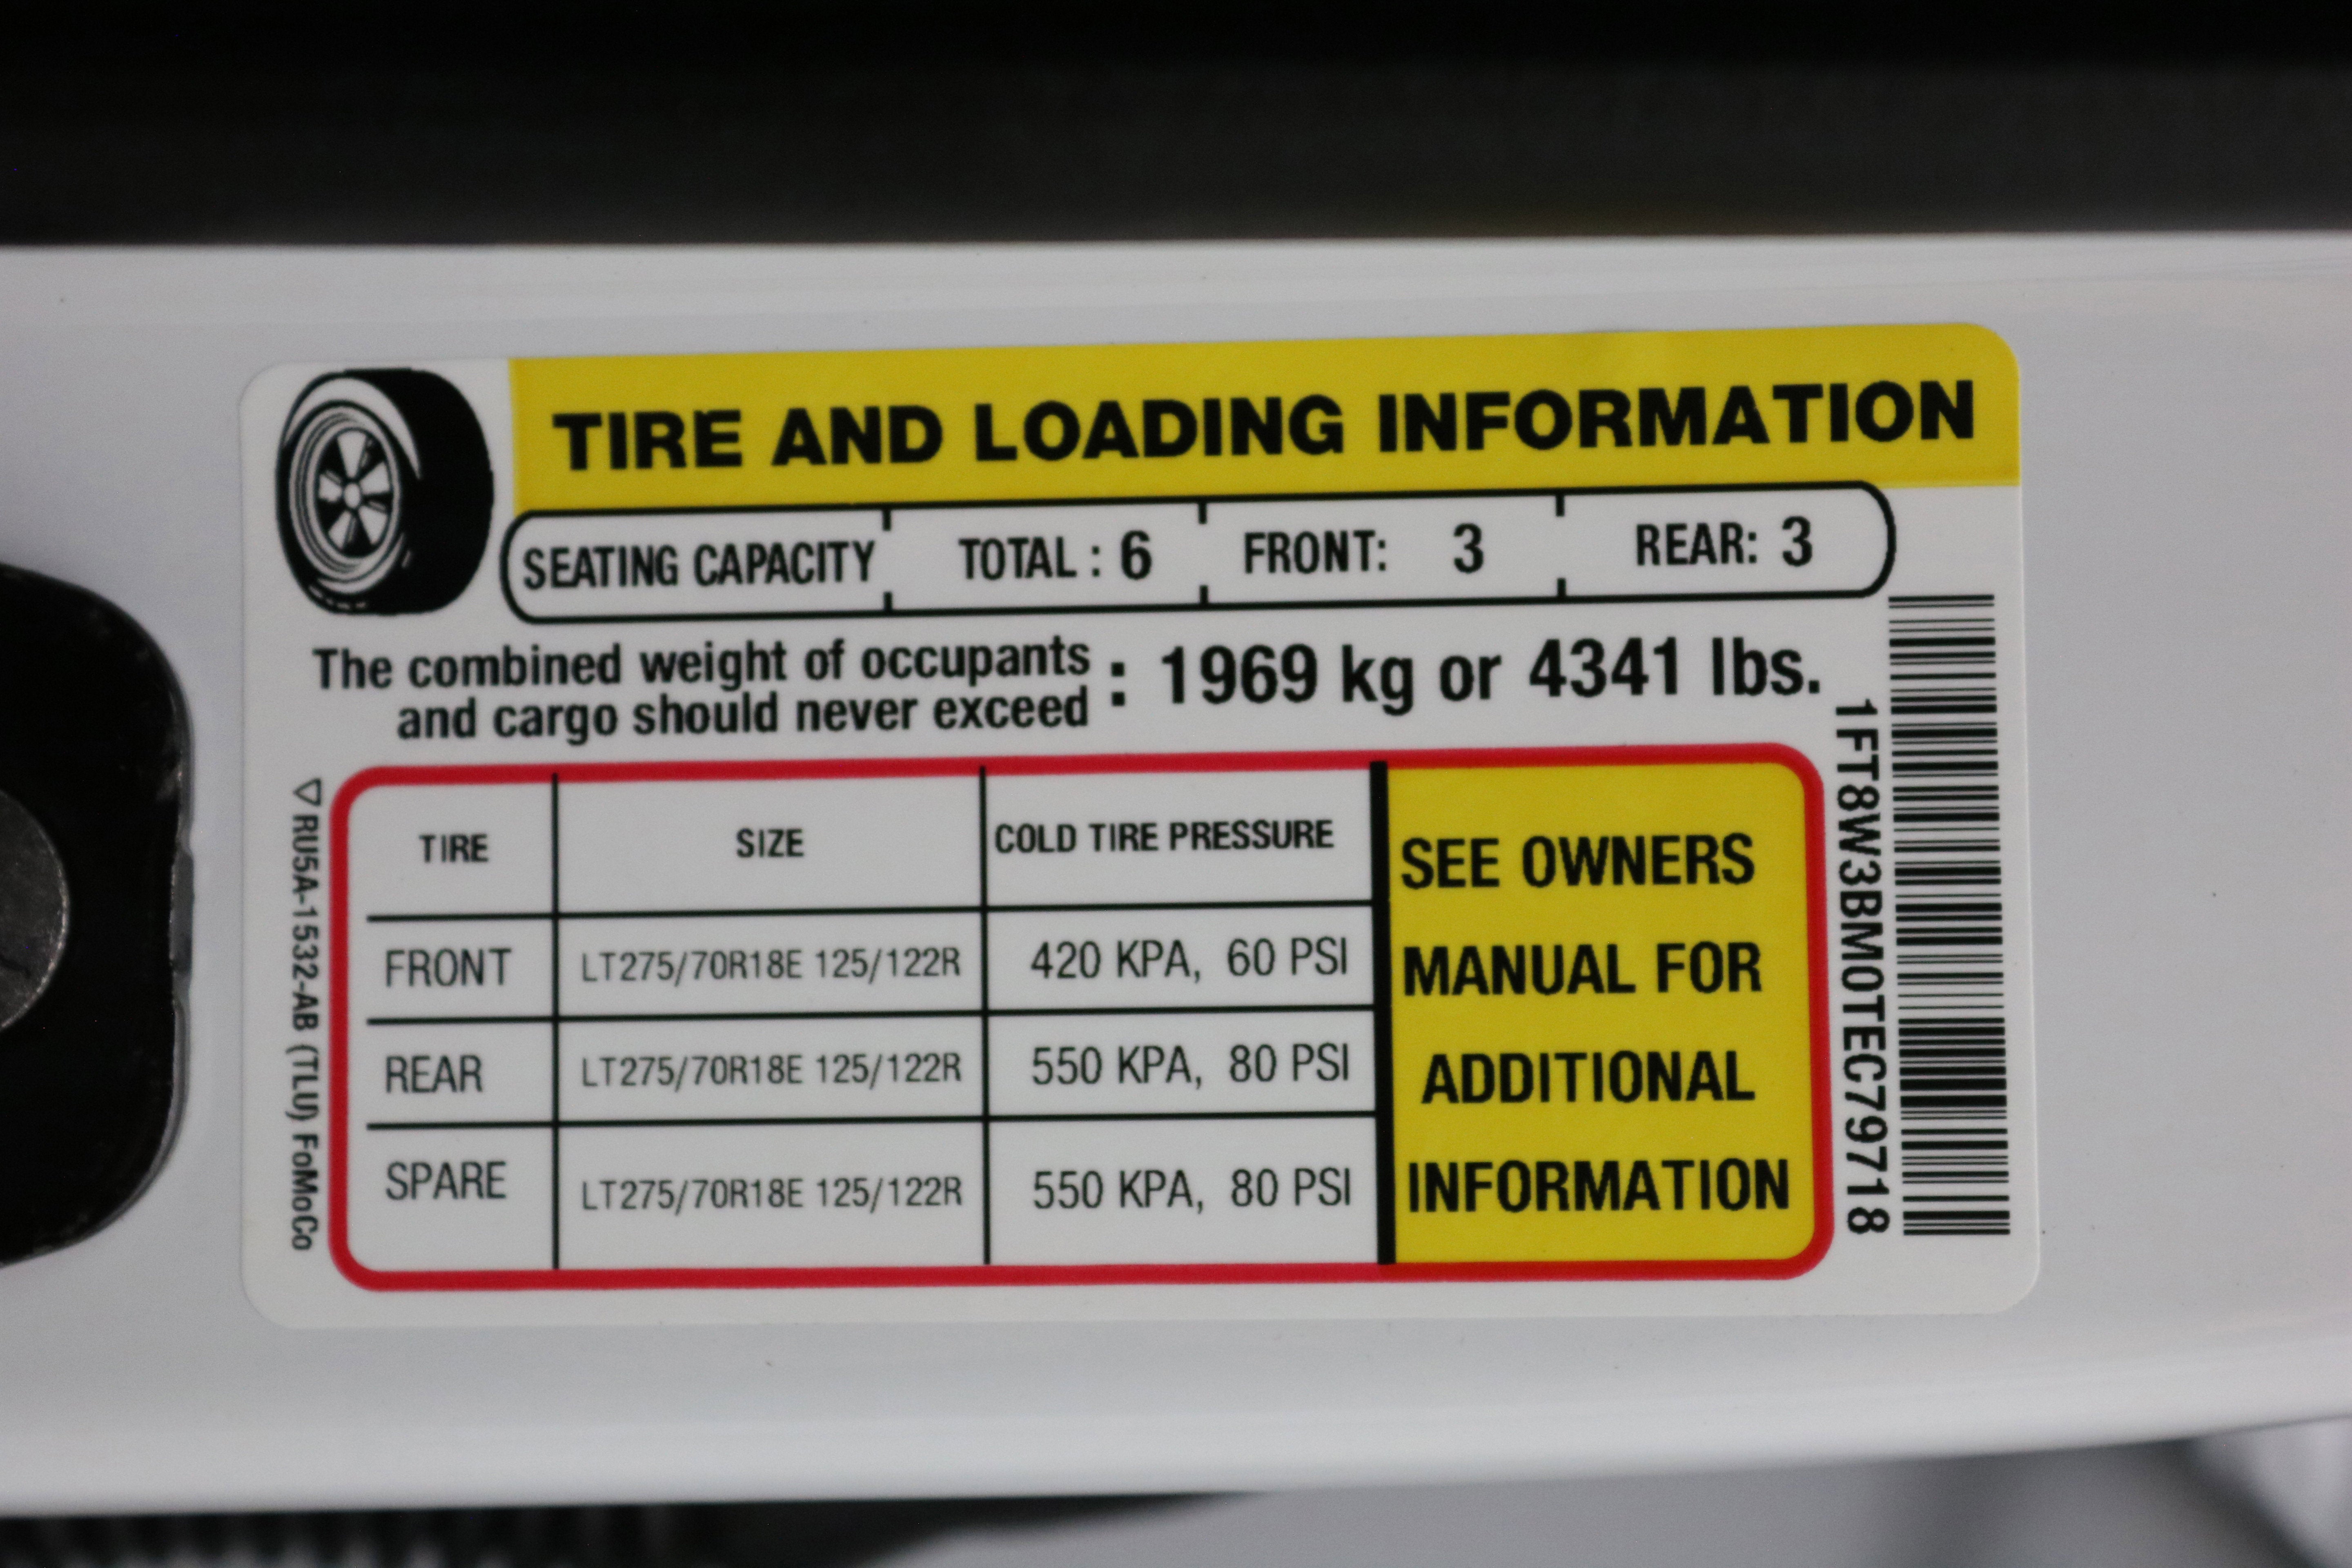 TIRE AND LOADING INFORMATION
SEATING CAPACITY TOTAL : 6 FRONT: 3 REAR: 3
The combined weight of occupants
and cargo should never exceed : 1969 kg or 4341 lbs.
TIRE SIZE COLD TIRE PRESSURE
FRONT LT275/70R18E 125/122R 420 KPA, 60 PSI
REAR LT275/70R18E 125/122R 550 KPA, 80 PSI
SPARE LT275/70R18E 125/122R 550 KPA, 80 PSI
SEE OWNERS
MANUAL FOR
ADDITIONAL
INFORMATION
1FT8W3BM0TEC79718
RU5A-1532-AB (TLU) FoMoCo